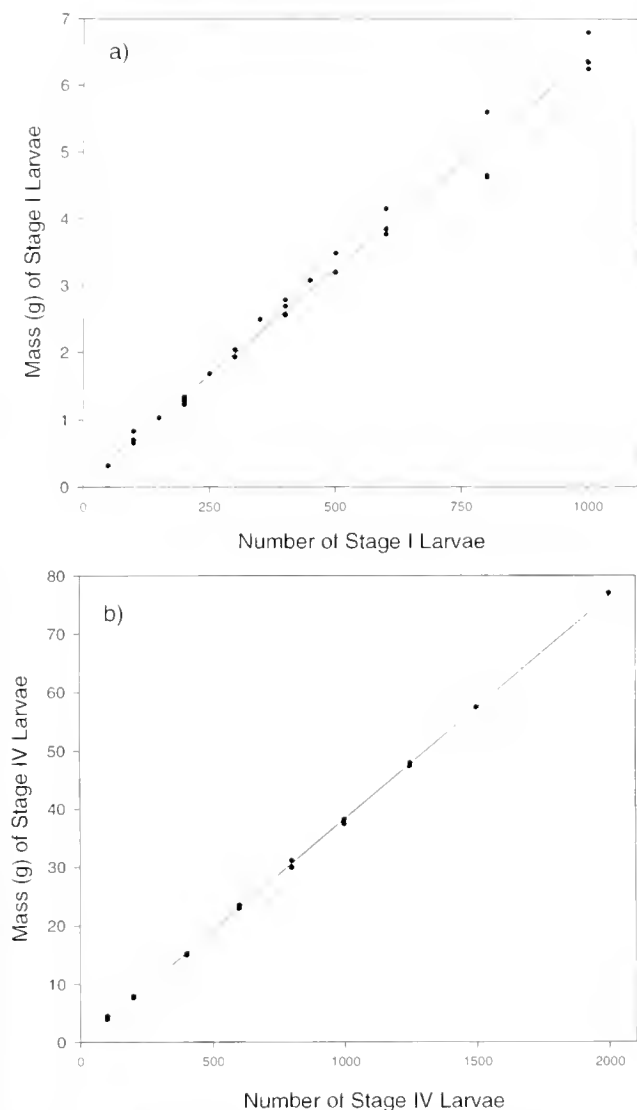 a)
Mass (g) of Stage I Larvae
7
6
5
4
3
2
1
0
0 250 500 750 1000
Number of Stage I Larvae
b)
Mass (g) of Stage IV Larvae
80
70
60
50
40
30
20
10
0
0 500 1000 1500 2000
Number of Stage IV Larvae